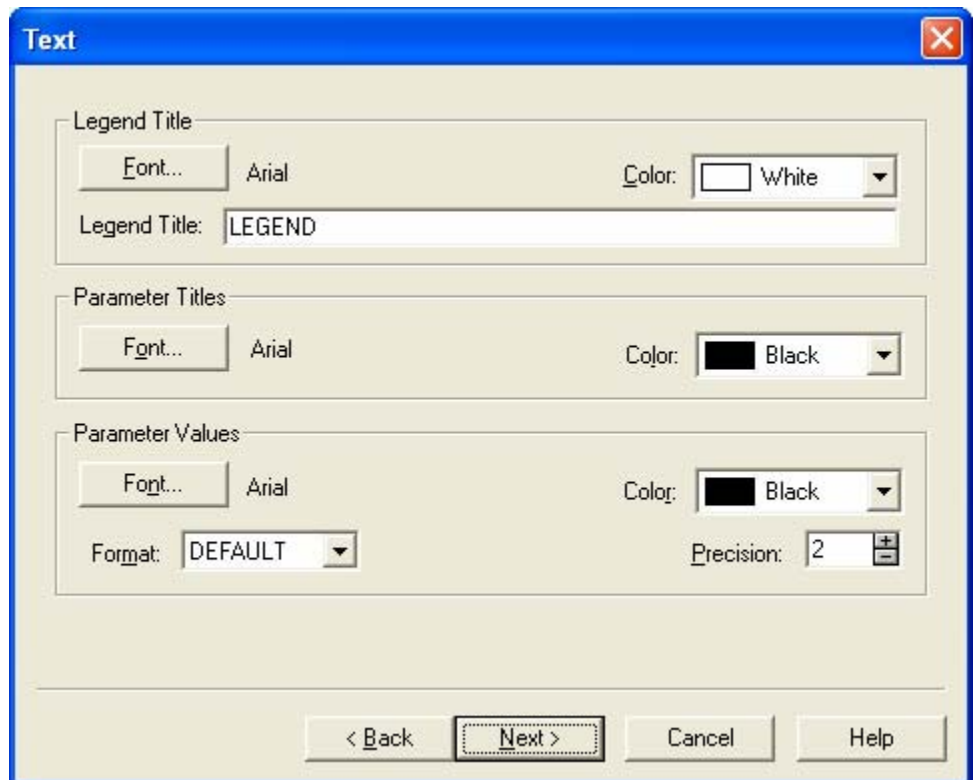 Text
Legend Title
Font... Arial Color: White
Legend Title: LEGEND
Parameter Titles
Font... Arial Color: Black
Parameter Values
Font... Arial Color: Black
Format: DEFAULT Precision: 2
< Back Next > Cancel Help